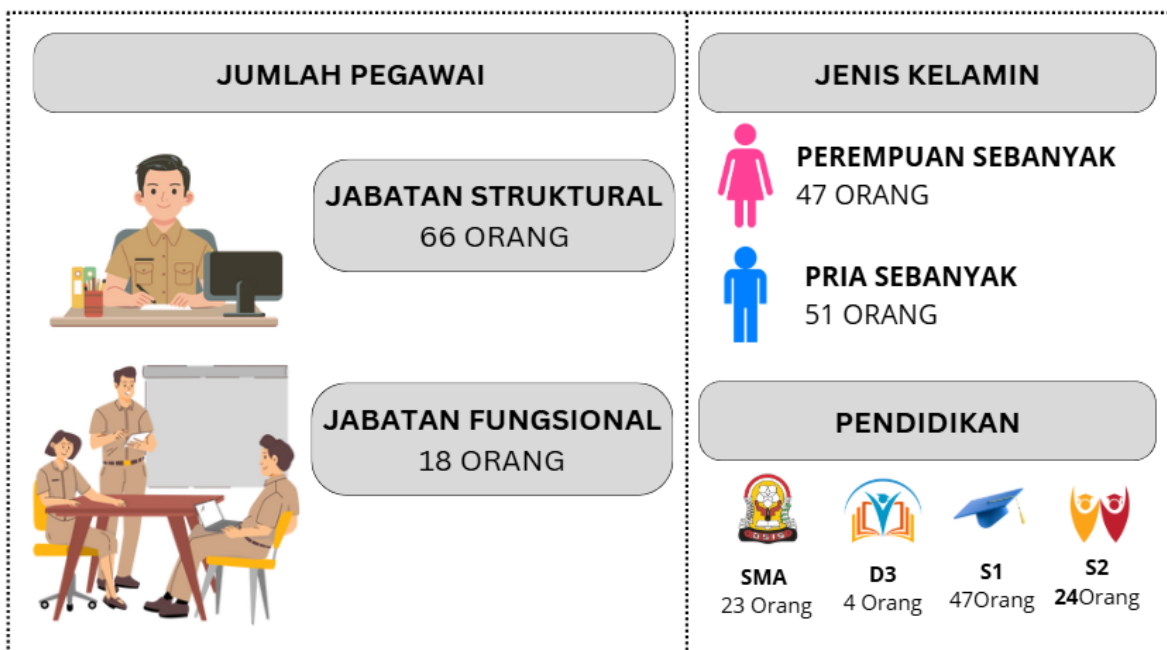 JUMLAH PEGAWAI
JABATAN STRUKTURAL
66 ORANG
JABATAN FUNGSIONAL
18 ORANG
JENIS KELAMIN
PEREMPUAN SEBANYAK
47 ORANG
PRIA SEBANYAK
51 ORANG
PENDIDIKAN
OSIS
SMA
23 Orang
D3
4 Orang
S1
47Orang
S2
24Orang